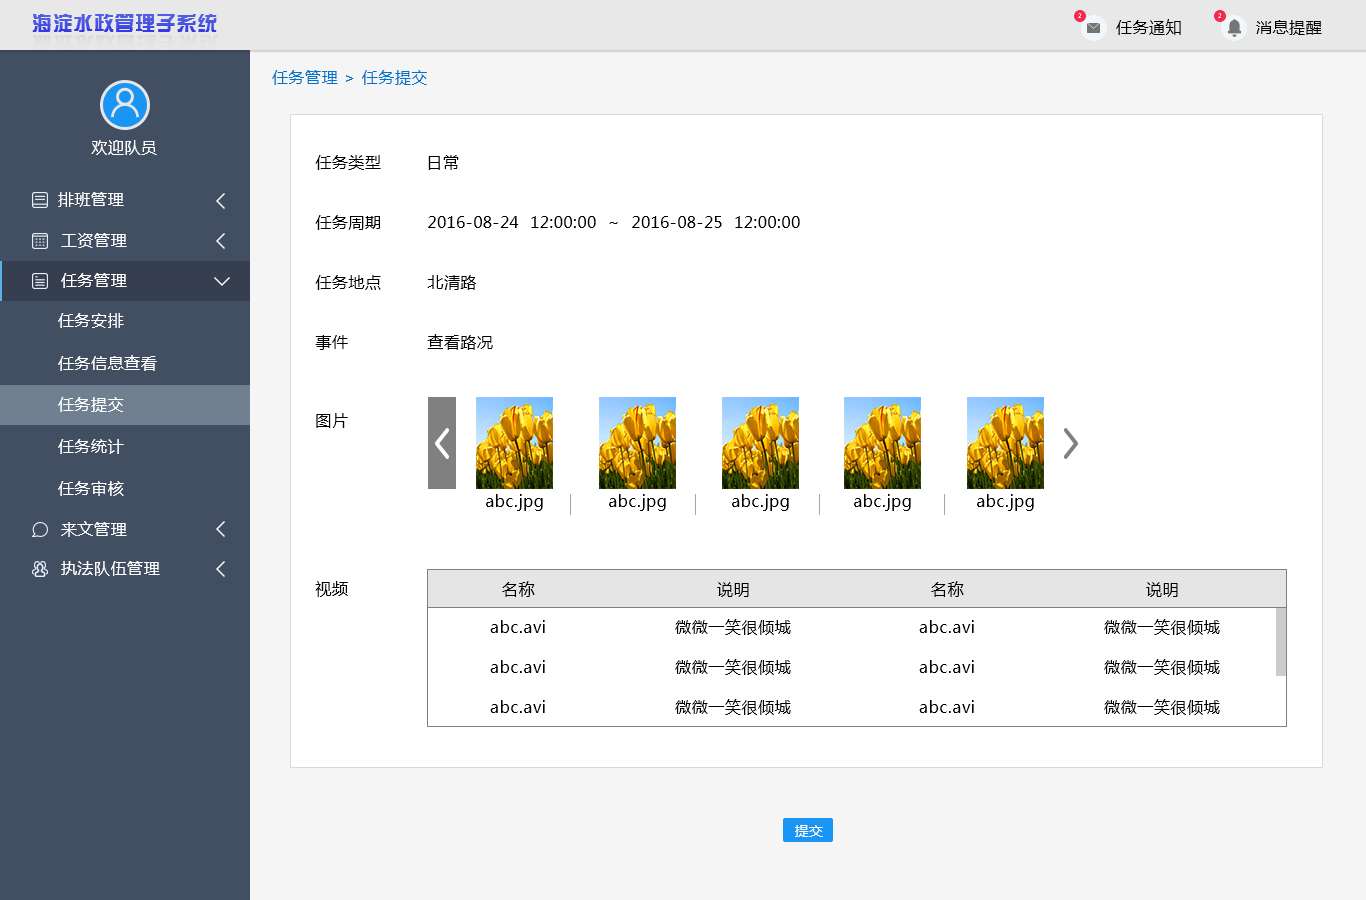 海淀水政管理子系统
2 任务通知 2 消息提醒
任务管理 > 任务提交
欢迎队员
排班管理
工资管理
任务管理
任务安排
任务信息查看
任务提交
任务统计
任务审核
来文管理
执法队伍管理
任务类型 日常
任务周期 2016-08-24 12:00:00 ~ 2016-08-25 12:00:00
任务地点 北清路
事件 查看路况
图片
abc.jpg abc.jpg abc.jpg abc.jpg abc.jpg
视频 名称 说明 名称 说明
abc.avi 微微一笑很倾城 abc.avi 微微一笑很倾城
abc.avi 微微一笑很倾城 abc.avi 微微一笑很倾城
abc.avi 微微一笑很倾城 abc.avi 微微一笑很倾城
提交